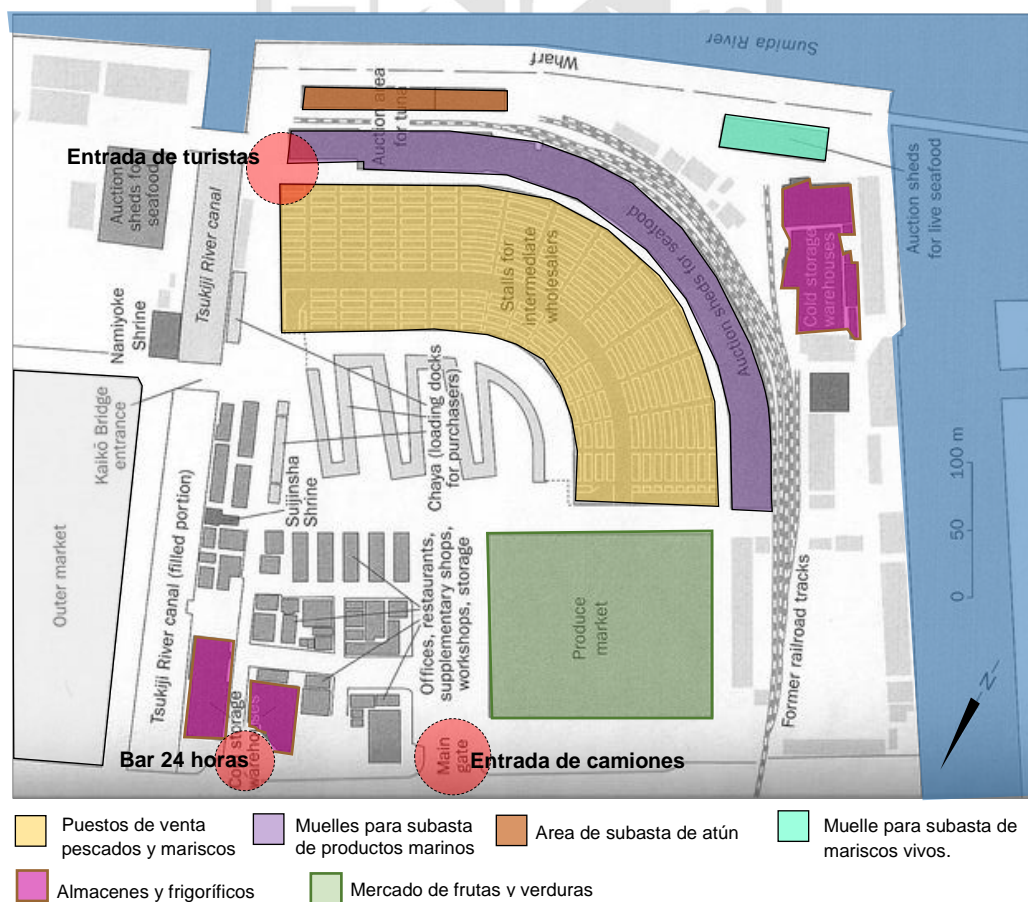 Sumida River
Wharf
Auction area
for tuna
Entrada de turistas
Auction
sheds for
seafood
Tsukiji River canal
Stalls for
intermediate
wholesalers
Auction sheds for seafood
Auction sheds
for live seafood
Cold storage
warehouses
Namiyoke
Shrine
Kaikō Bridge
entrance
Chaya (loading docks
for purchasers)
Suijinsha
Shrine
Outer market
Tsukiji River canal (filled portion)
Offices, restaurants,
supplementary shops,
workshops, storage
Produce
market
Former railroad tracks
0 50 100 m
N
Cold storage
warehouses
Bar 24 horas
Main
gate
Entrada de camiones
Puestos de venta
pescados y mariscos
Muelles para subasta
de productos marinos
Area de subasta de atún
Muelle para subasta de
mariscos vivos.
Almacenes y frigoríficos
Mercado de frutas y verduras